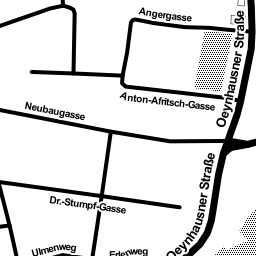 Angergasse
Oeynhausner Straße
Anton-Afritsch-Gasse
Neubaugasse
Oeynhausner Straße
Dr.-Stumpf-Gasse
Ulmenweg
Erlenweg